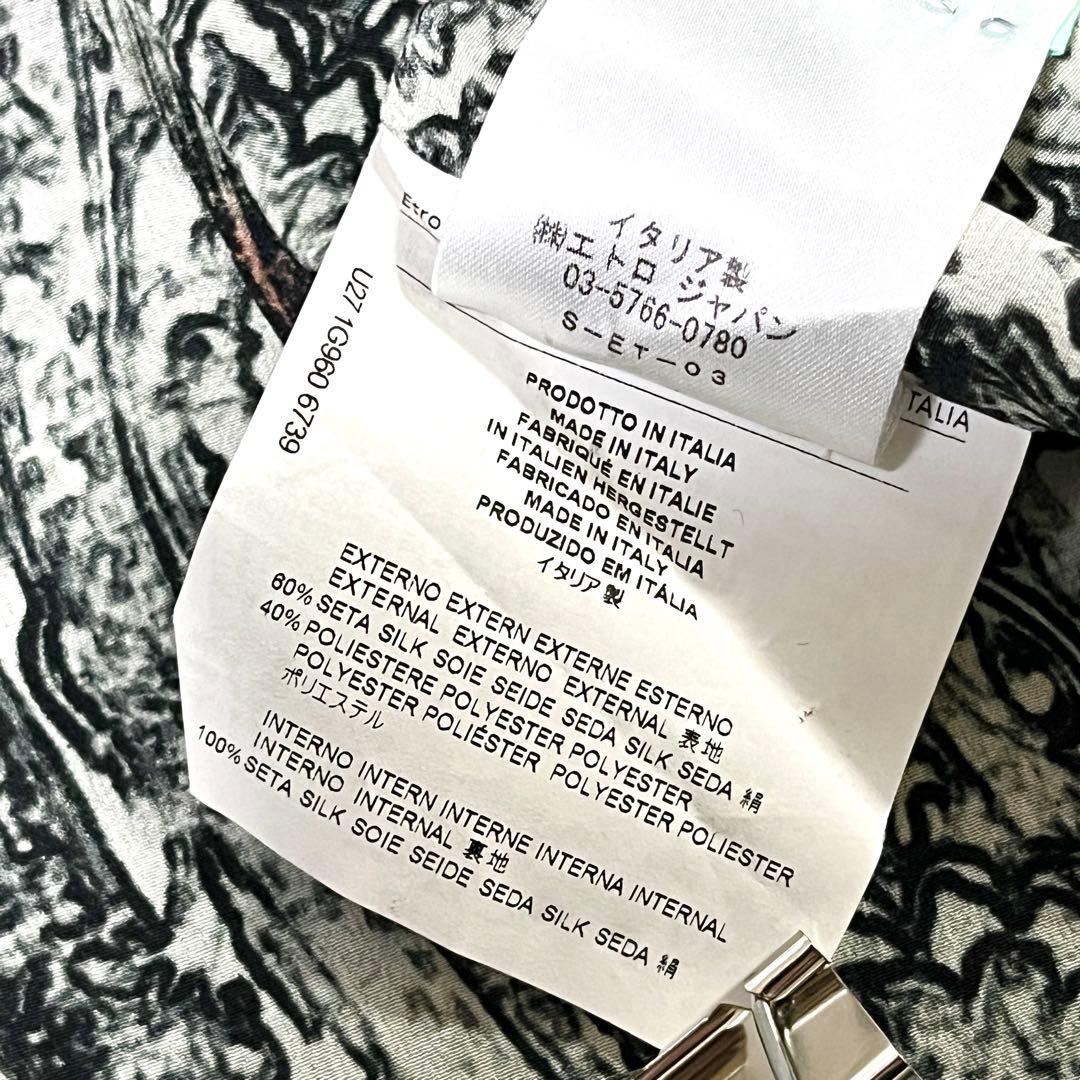 イタリア製
㈱エトロ ジャパン
03-5766-0780
S-ET-03
Etro
TALIA
U27 1G960 6739
PRODOTTO IN ITALIA
MADE IN ITALY
FABRIQUÉ EN ITALIE
IN ITALIEN HERGESTELLT
FABRICADO EN ITALIA
MADE IN ITALY
PRODUZIDO EM ITÁLIA
イタリア製
EXTERNO EXTERN EXTERNE ESTERNO
EXTERNAL EXTERNO EXTERNAL 表地
60% SETA SILK SOIE SEIDE SEDA SILK SEDA 絹
40% POLIESTERE POLYESTER POLYESTER
POLYESTER POLIÉSTER POLYESTER POLIESTER
ポリエステル
INTERNO INTERN INTERNE INTERNA INTERNAL
INTERNO INTERNAL 裏地
100% SETA SILK SOIE SEIDE SEDA SILK SEDA 絹